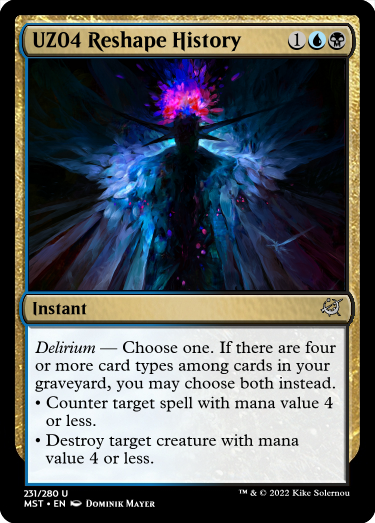 UZ04 Reshape History
1
Instant
Delirium — Choose one. If there are four
or more card types among cards in your
graveyard, you may choose both instead.
• Counter target spell with mana value 4
or less.
• Destroy target creature with mana
value 4 or less.
231/280 U
™ & © 2022 Kike Solernou
MST • EN Dominik Mayer